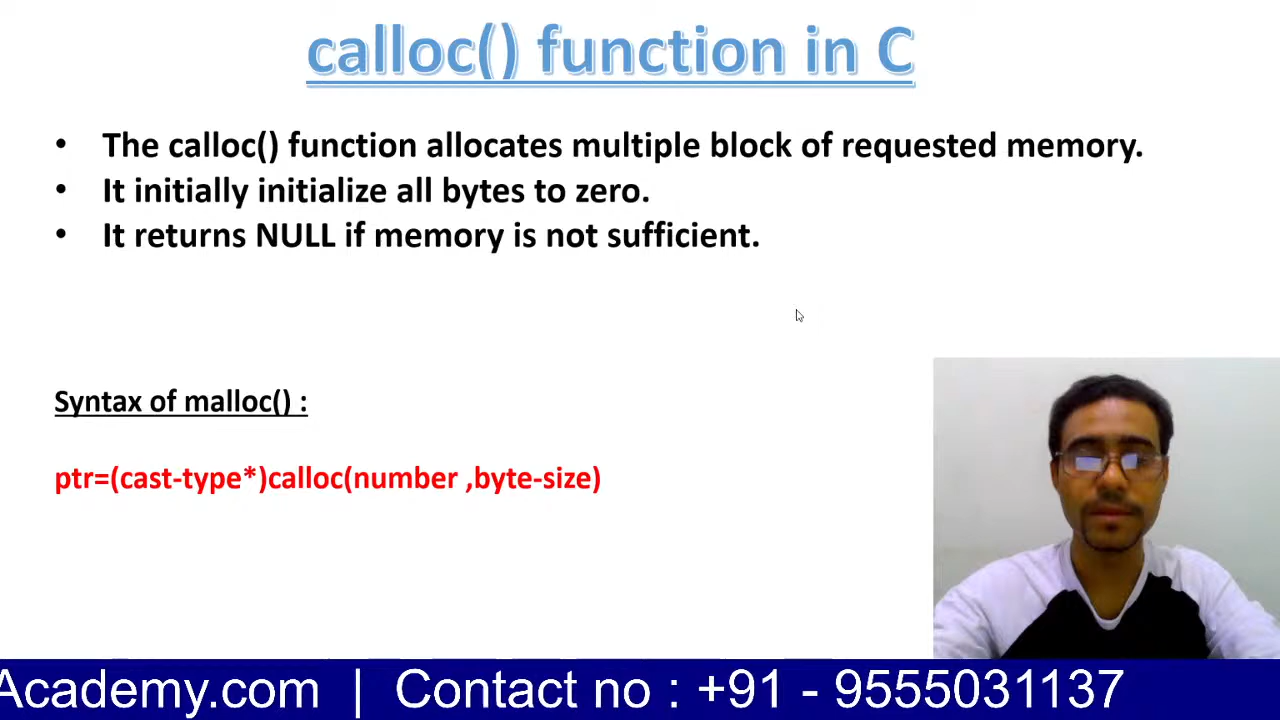 calloc() function in C
• The calloc() function allocates multiple block of requested memory.
• It initially initialize all bytes to zero.
• It returns NULL if memory is not sufficient.
Syntax of malloc() :
ptr=(cast-type*)calloc(number ,byte-size)
Academy.com | Contact no : +91 - 9555031137